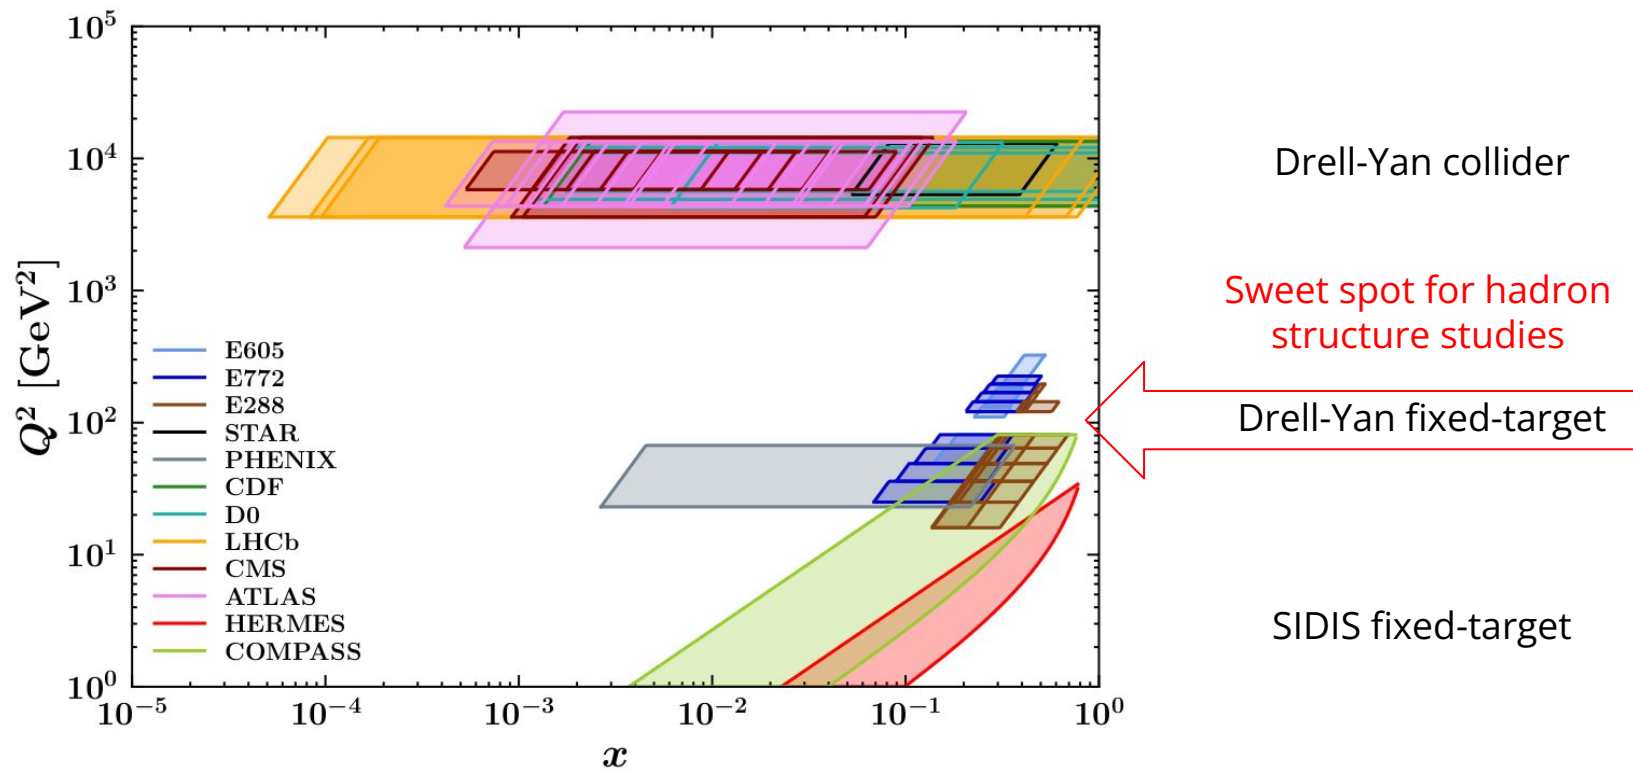 10^5
10^4
10^3
10^2
10^1
10^0
Q^2 [GeV^2]
E605
E772
E288
STAR
PHENIX
CDF
D0
LHCb
CMS
ATLAS
HERMES
COMPASS
10^-5 10^-4 10^-3 10^-2 10^-1 10^0
x
Drell-Yan collider
Sweet spot for hadron
structure studies
Drell-Yan fixed-target
SIDIS fixed-target